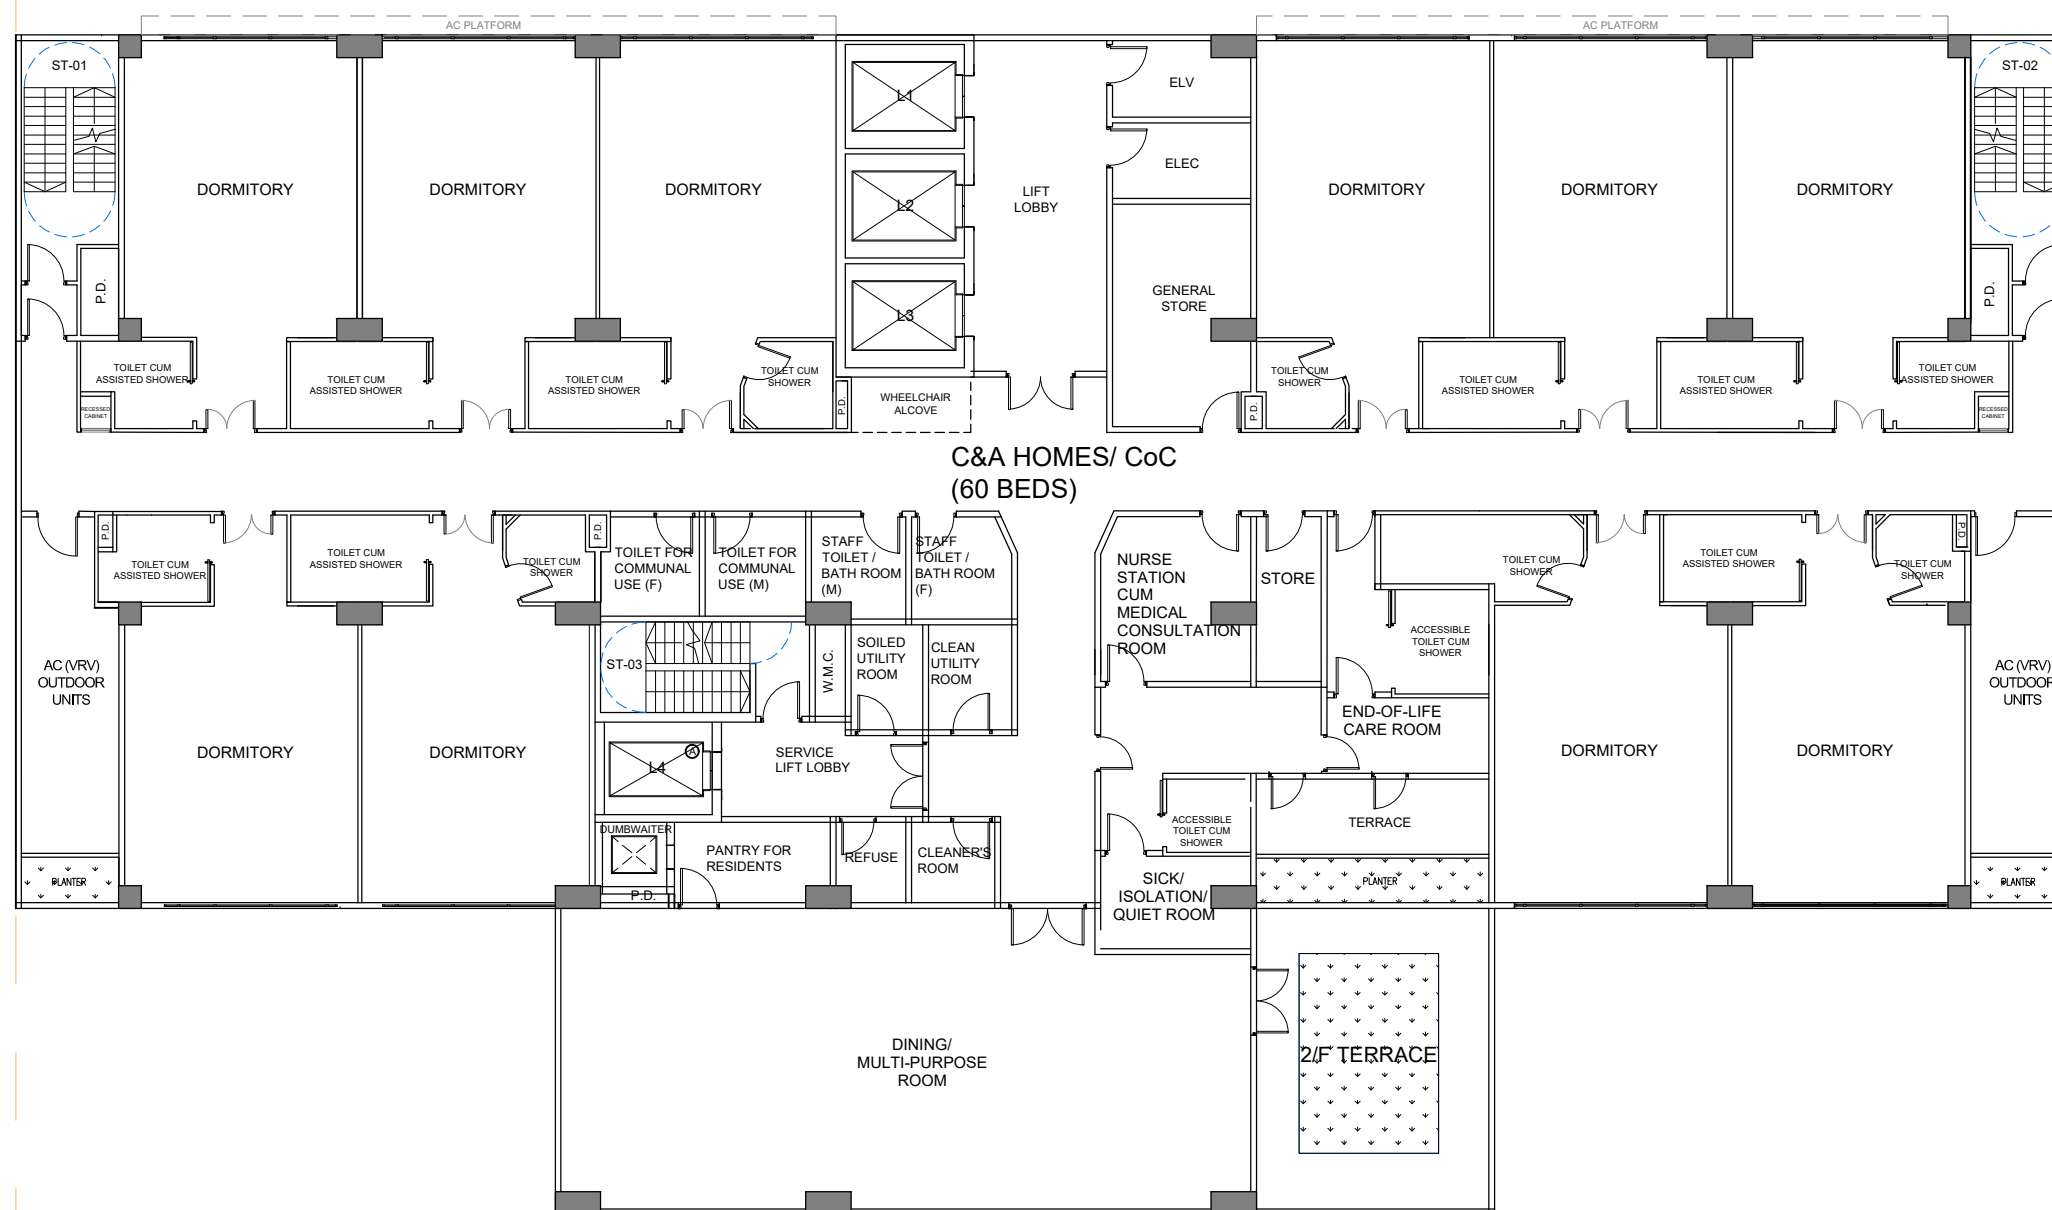 AC PLATFORM
AC PLATFORM
ST-01
ST-02
L1
ELV
ELEC
DORMITORY
DORMITORY
DORMITORY
L2
LIFT
LOBBY
DORMITORY
DORMITORY
DORMITORY
P.D.
GENERAL
STORE
P.D.
L3
TOILET CUM
ASSISTED SHOWER
TOILET CUM
ASSISTED SHOWER
TOILET CUM
ASSISTED SHOWER
TOILET CUM
SHOWER
P.D.
WHEELCHAIR
ALCOVE
P.D.
TOILET CUM
SHOWER
TOILET CUM
ASSISTED SHOWER
TOILET CUM
ASSISTED SHOWER
TOILET CUM
ASSISTED SHOWER
RECESSED
CABINET
RECESSED
CABINET
C&A HOMES/ CoC
(60 BEDS)
P.D.
TOILET CUM
ASSISTED SHOWER
TOILET CUM
ASSISTED SHOWER
TOILET CUM
SHOWER
P.D.
TOILET FOR
COMMUNAL
USE (F)
TOILET FOR
COMMUNAL
USE (M)
STAFF
TOILET /
BATH ROOM
(M)
STAFF
TOILET /
BATH ROOM
(F)
NURSE
STATION
CUM
MEDICAL
CONSULTATION
ROOM
STORE
TOILET CUM
SHOWER
TOILET CUM
ASSISTED SHOWER
TOILET CUM
SHOWER
P.D.
ACCESSIBLE
TOILET CUM
SHOWER
AC (VRV)
OUTDOOR
UNITS
ST-03
W.M.C.
SOILED
UTILITY
ROOM
CLEAN
UTILITY
ROOM
END-OF-LIFE
CARE ROOM
AC (VRV)
OUTDOOR
UNITS
DORMITORY
DORMITORY
L4
A
SERVICE
LIFT LOBBY
DORMITORY
DORMITORY
DUMBWAITER
PANTRY FOR
RESIDENTS
REFUSE
CLEANER'S
ROOM
ACCESSIBLE
TOILET CUM
SHOWER
TERRACE
PLANTER
P.D.
SICK/
ISOLATION/
QUIET ROOM
PLANTER
PLANTER
DINING/
MULTI-PURPOSE
ROOM
2/F TERRACE